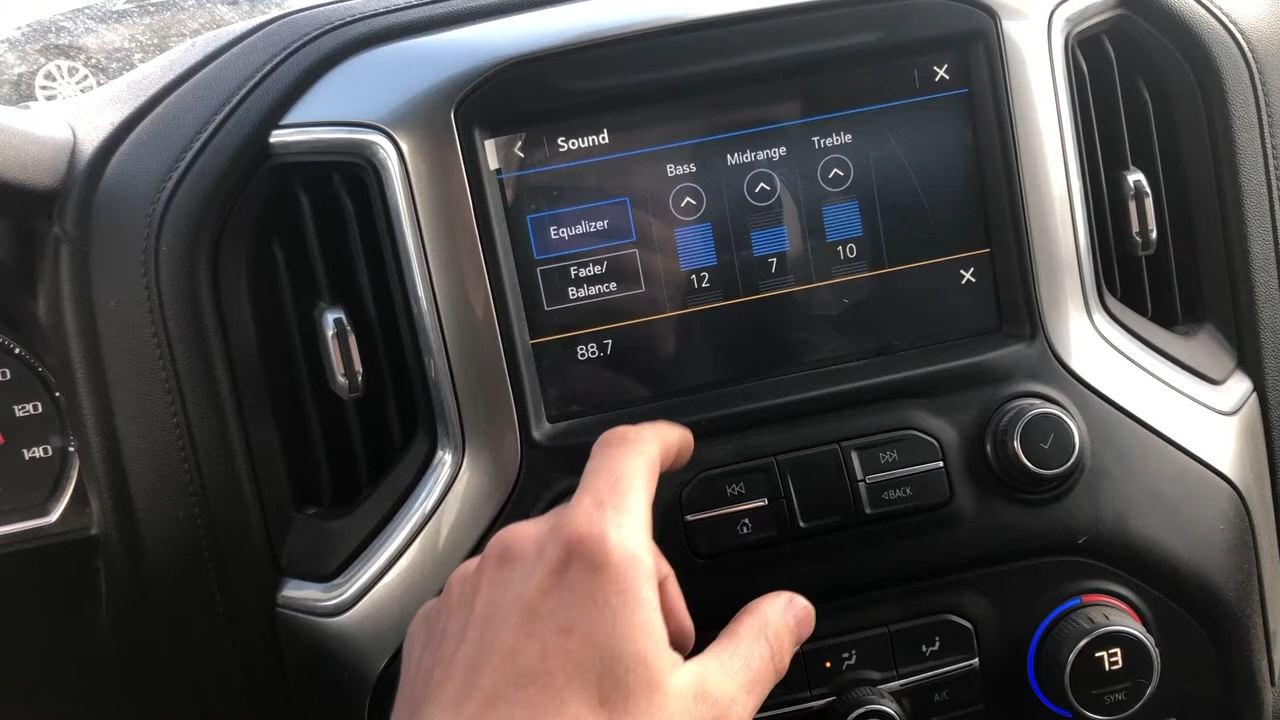 Sound
Bass
Midrange
Treble
Equalizer
Fade/
Balance
12
7
10
88.7
120
140
BACK
73
SYNC
A/C